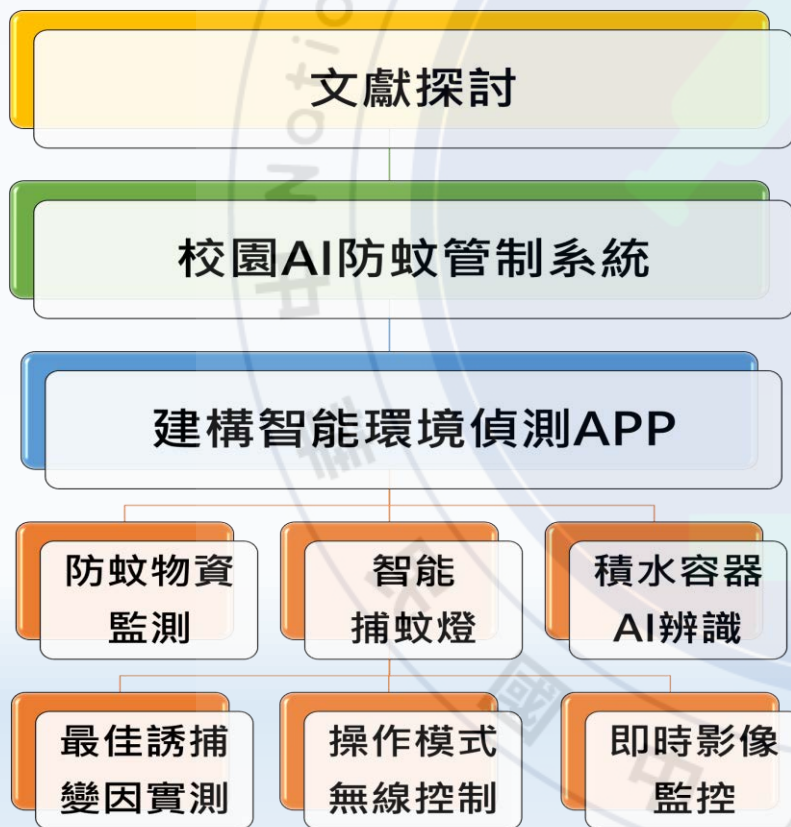 文獻探討
校園AI防蚊管制系統
建構智能環境偵測APP
防蚊物資
監測
智能
捕蚊燈
積水容器
AI辨識
最佳誘捕
變因實測
操作模式
無線控制
即時影像
監控